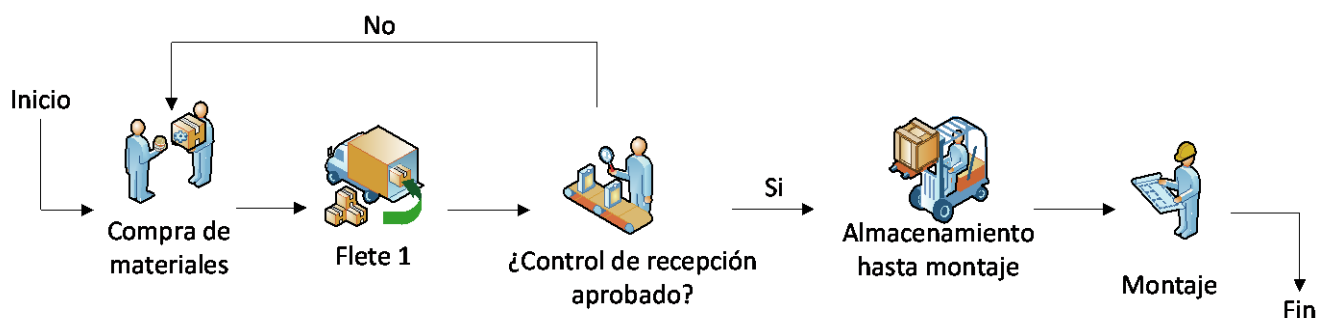 No
Inicio
Si
Compra de
materiales
Flete 1
¿Control de recepción
aprobado?
Almacenamiento
hasta montaje
Montaje
Fin